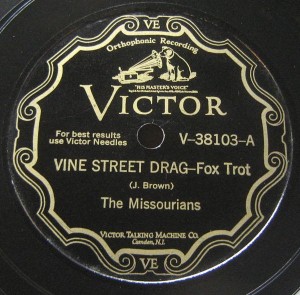 VE
Orthophonic Recording
"HIS MASTER'S VOICE"
VICTOR
For best results
use Victor Needles
V-38103-A
VINE STREET DRAG-Fox Trot
(J. Brown)
The Missourians
VICTOR TALKING MACHINE CO.
Camden, N.J.
VE